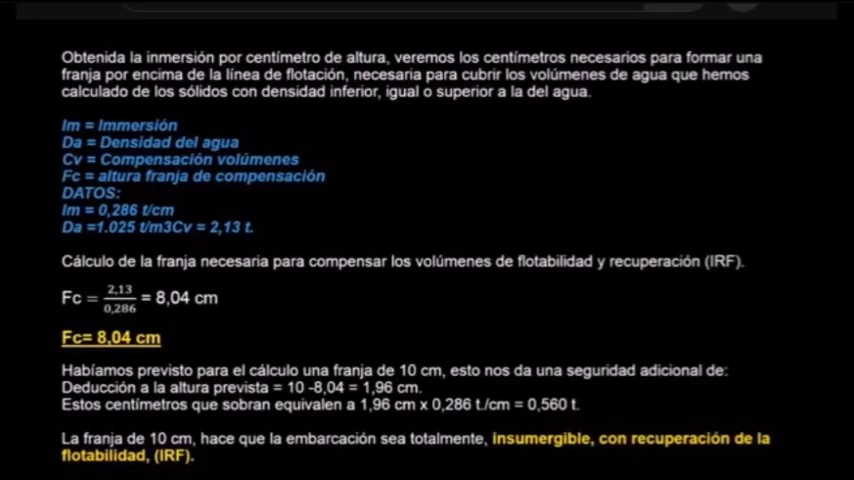 Obtenida la inmersión por centímetro de altura, veremos los centímetros necesarios para formar una
franja por encima de la línea de flotación, necesaria para cubrir los volúmenes de agua que hemos
calculado de los sólidos con densidad inferior, igual o superior a la del agua.
Im = Immersión
Da = Densidad del agua
Cv = Compensación volúmenes
Fc = altura franja de compensación
DATOS:
Im = 0,286 t/cm
Da =1.025 t/m3Cv = 2,13 t.
Cálculo de la franja necesaria para compensar los volúmenes de flotabilidad y recuperación (IRF).
Fc = 2,13/0,286 = 8,04 cm
Fc= 8,04 cm
Habíamos previsto para el cálculo una franja de 10 cm, esto nos da una seguridad adicional de:
Deducción a la altura prevista = 10 -8,04 = 1,96 cm.
Estos centímetros que sobran equivalen a 1,96 cm x 0,286 t./cm = 0,560 t.
La franja de 10 cm, hace que la embarcación sea totalmente, insumergible, con recuperación de la
flotabilidad, (IRF).